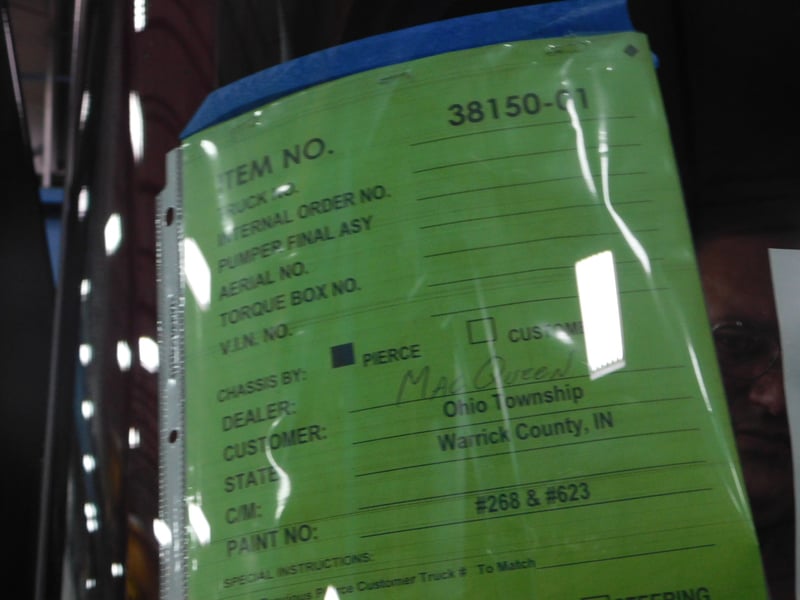 ITEM NO. 38150-01
TRUCK NO.
INTERNAL ORDER NO.
PUMPER FINAL ASY
AERIAL NO.
TORQUE BOX NO.
V.I.N. NO.
CHASSIS BY: PIERCE
DEALER: MacQueen
CUSTOMER: Ohio Township
STATE Warrick County, IN
C/M:
PAINT NO: #268 & #623
SPECIAL INSTRUCTIONS:
Customer Truck # To Match